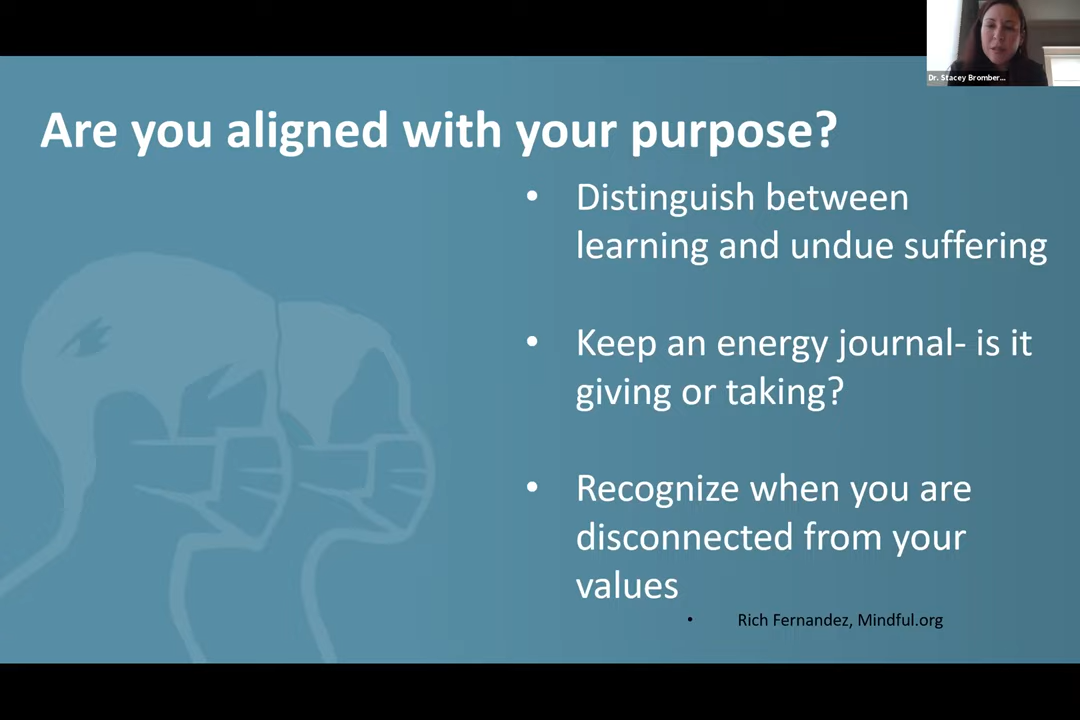 Dr. Stacey Bromber...
Are you aligned with your purpose?
• Distinguish between
learning and undue suffering
• Keep an energy journal- is it
giving or taking?
• Recognize when you are
disconnected from your
values
• Rich Fernandez, Mindful.org